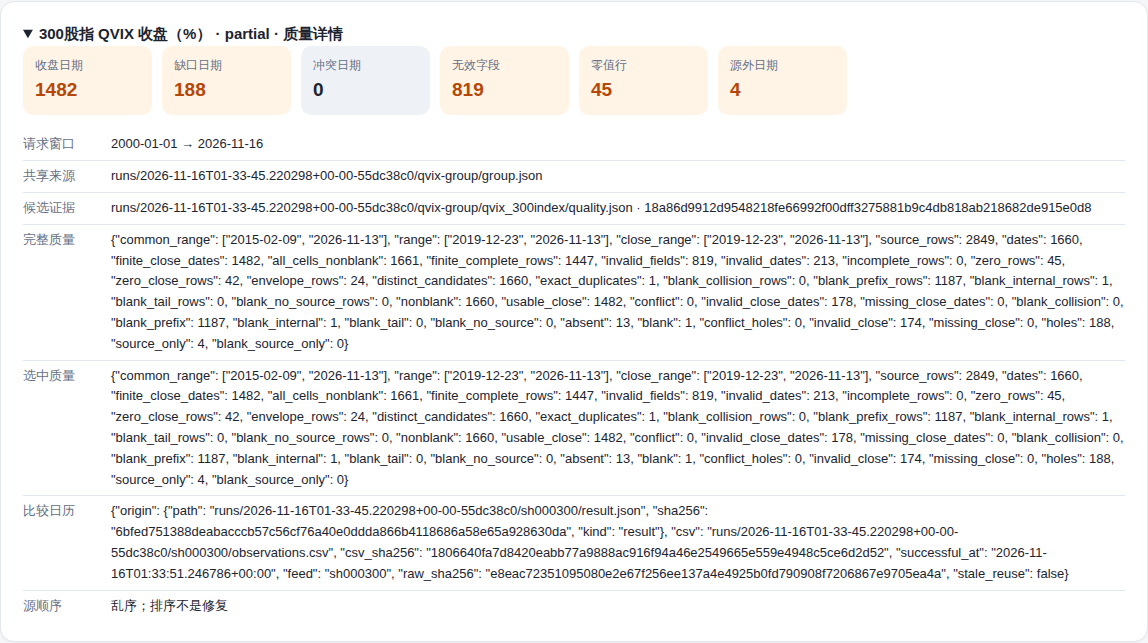 ▼ 300股指 QVIX 收盘（%） · partial · 质量详情
收盘日期 缺口日期 冲突日期 无效字段 零值行 源外日期
1482 188 0 819 45 4
请求窗口 2000-01-01 → 2026-11-16
共享来源 runs/2026-11-16T01-33-45.220298+00-00-55dc38c0/qvix-group/group.json
候选证据 runs/2026-11-16T01-33-45.220298+00-00-55dc38c0/qvix-group/qvix_300index/quality.json · 18a86d9912d9548218fe66992f00dff3275881b9c4db818ab218682de915e0d8
完整质量 {"common_range": ["2015-02-09", "2026-11-13"], "range": ["2019-12-23", "2026-11-13"], "close_range": ["2019-12-23", "2026-11-13"], "source_rows": 2849, "dates": 1660,
"finite_close_dates": 1482, "all_cells_nonblank": 1661, "finite_complete_rows": 1447, "invalid_fields": 819, "invalid_dates": 213, "incomplete_rows": 0, "zero_rows": 45,
"zero_close_rows": 42, "envelope_rows": 24, "distinct_candidates": 1660, "exact_duplicates": 1, "blank_collision_rows": 0, "blank_prefix_rows": 1187, "blank_internal_rows": 1,
"blank_tail_rows": 0, "blank_no_source_rows": 0, "nonblank": 1660, "usable_close": 1482, "conflict": 0, "invalid_close_dates": 178, "missing_close_dates": 0, "blank_collision": 0,
"blank_prefix": 1187, "blank_internal": 1, "blank_tail": 0, "blank_no_source": 0, "absent": 13, "blank": 1, "conflict_holes": 0, "invalid_close": 174, "missing_close": 0, "holes": 188,
"source_only": 4, "blank_source_only": 0}
选中质量 {"common_range": ["2015-02-09", "2026-11-13"], "range": ["2019-12-23", "2026-11-13"], "close_range": ["2019-12-23", "2026-11-13"], "source_rows": 2849, "dates": 1660,
"finite_close_dates": 1482, "all_cells_nonblank": 1661, "finite_complete_rows": 1447, "invalid_fields": 819, "invalid_dates": 213, "incomplete_rows": 0, "zero_rows": 45,
"zero_close_rows": 42, "envelope_rows": 24, "distinct_candidates": 1660, "exact_duplicates": 1, "blank_collision_rows": 0, "blank_prefix_rows": 1187, "blank_internal_rows": 1,
"blank_tail_rows": 0, "blank_no_source_rows": 0, "nonblank": 1660, "usable_close": 1482, "conflict": 0, "invalid_close_dates": 178, "missing_close_dates": 0, "blank_collision": 0,
"blank_prefix": 1187, "blank_internal": 1, "blank_tail": 0, "blank_no_source": 0, "absent": 13, "blank": 1, "conflict_holes": 0, "invalid_close": 174, "missing_close": 0, "holes": 188,
"source_only": 4, "blank_source_only": 0}
比较日历 {"origin": {"path": "runs/2026-11-16T01-33-45.220298+00-00-55dc38c0/sh000300/result.json", "sha256":
"6bfed751388deabacccb57c56cf76a40e0ddda866b4118686a58e65a928630da", "kind": "result"}, "csv": "runs/2026-11-16T01-33-45.220298+00-00-
55dc38c0/sh000300/observations.csv", "csv_sha256": "1806640fa7d8420eabb77a9888ac916f94a46e2549665e559e4948c5ce6d2d52", "successful_at": "2026-11-
16T01:33:51.246786+00:00", "feed": "sh000300", "raw_sha256": "e8eac72351095080e2e67f256ee137a4e4925b0fd790908f7206867e9705ea4a", "stale_reuse": false}
源顺序 乱序；排序不是修复